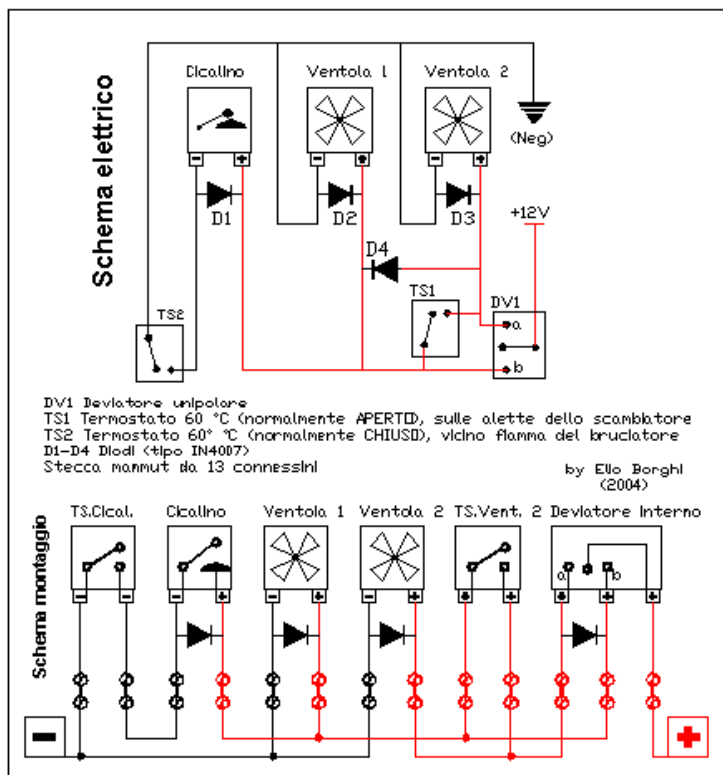 Schema elettrico
Cicalino
Ventola 1
Ventola 2
(Neg)
- +
- +
- +
D1
D2
D3
+12V
D4
TS1
DV1
TS2
a
b
DV1 Deviatore unipolare
TS1 Termostato 60 °C (normalmente APERTO), sulle alette dello scambiatore
TS2 Termostato 60° °C (normalmente CHIUSO), vicino fiamma del bruciatore
D1-D4 Diodi (tipo IN4007)
Stecca mammut da 13 connessini
by Elio Borghi
(2004)
Schema montaggio
TS.Cical.
Cicalino
Ventola 1
Ventola 2
TS.Vent. 2
Deviatore Interno
a
b
- -
- +
- +
- +
+ +
+ + +
-
+